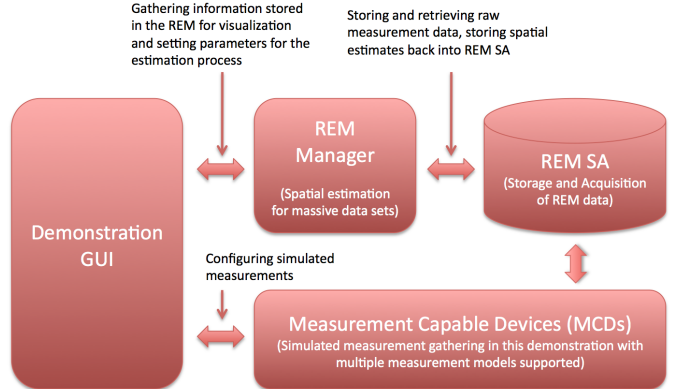 Gathering information stored
in the REM for visualization
and setting parameters for the
estimation process
Storing and retrieving raw
measurement data, storing spatial
estimates back into REM SA
Demonstration
GUI
REM
Manager
(Spatial estimation
for massive data sets)
REM SA
(Storage and Acquisition
of REM data)
Configuring simulated
measurements
Measurement Capable Devices (MCDs)
(Simulated measurement gathering in this demonstration with
multiple measurement models supported)